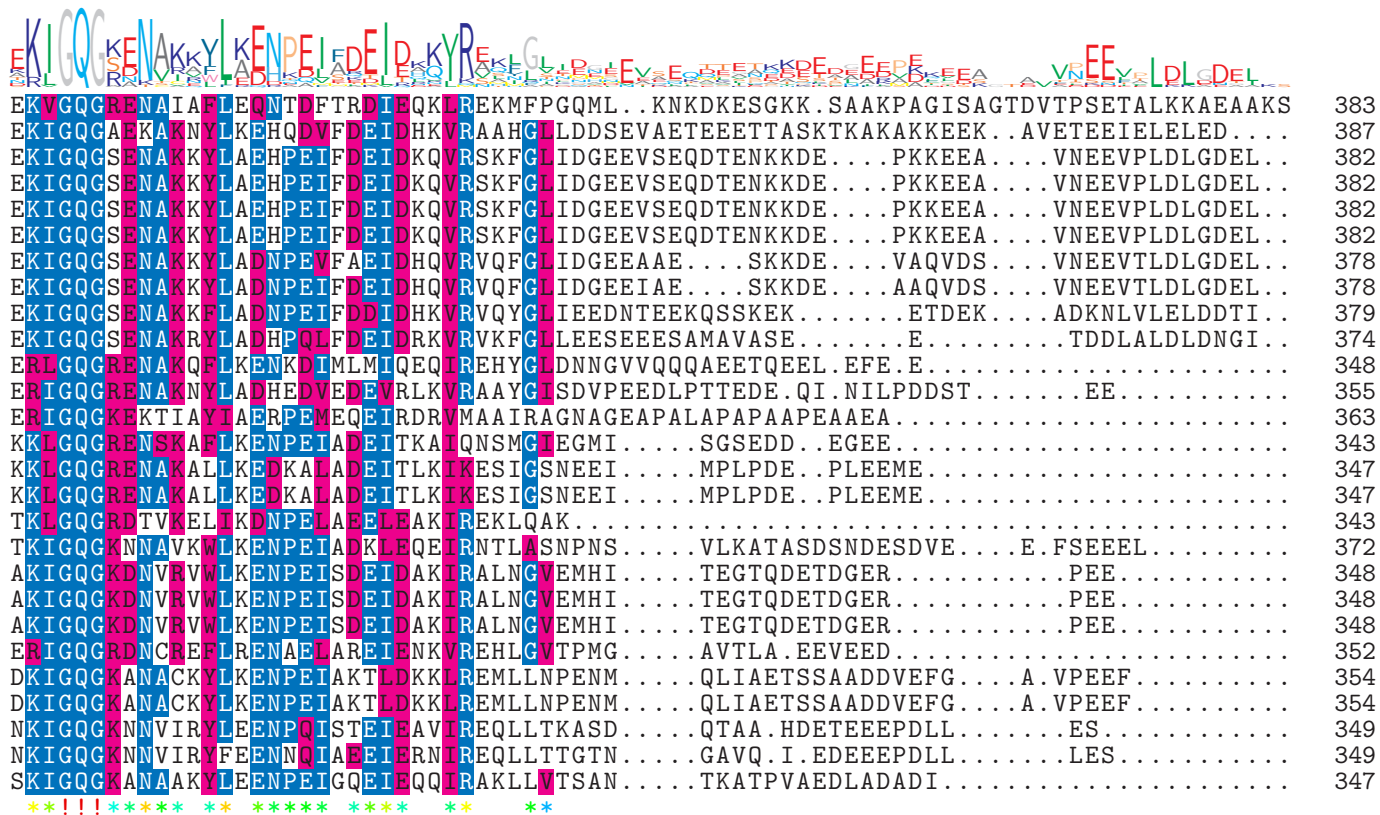 EKIGQGKENAKKYLKENPEIFDEIDKKYR
EKVGQGRENAIAFLEQNTDFTRDIEQKLREKMFPGQML..KNKDKESGKK.SAAKPAGISAGTDVTPSETALKKAEAAKS 383
EKIGQGAEKAKNYLKEHQDVFDEIDHKVRAAHGLLDDSEVAETEEETTASKTKAKAKKEEK..AVETEEIELELED.... 387
EKIGQGSENAKKYLAEHPEIFDEIDKQVRSKFGLIDGEEVSEQDTENKKDE....PKKEEA....VNEEVPLDLGDEL.. 382
EKIGQGSENAKKYLAEHPEIFDEIDKQVRSKFGLIDGEEVSEQDTENKKDE....PKKEEA....VNEEVPLDLGDEL.. 382
EKIGQGSENAKKYLAEHPEIFDEIDKQVRSKFGLIDGEEVSEQDTENKKDE....PKKEEA....VNEEVPLDLGDEL.. 382
EKIGQGSENAKKYLAEHPEIFDEIDKQVRSKFGLIDGEEVSEQDTENKKDE....PKKEEA....VNEEVPLDLGDEL.. 382
EKIGQGSENAKKYLADNPEVFAEIDHQVRVQFGLIDGEEAAE....SKKDE....VAQVDS....VNEEVTLDLGDEL.. 378
EKIGQGSENAKKYLADNPEIFDEIDHQVRVQFGLIDGEEIAE....SKKDE....AAQVDS....VNEEVTLDLGDEL.. 378
EKIGQGSENAKKFLADNPEIFDDIDHKVRVQYGLIEEDNTEEKQSSKEK.......ETDEK....ADKNLVLELDDTI.. 379
EKIGQGSENAKRYLADHPQLFDEIDRKVRVKFGLLEESEEESAMAVASE.......E.........TDDLALDLDNGI.. 374
ERLGQGRENAKQFLKENKDIMLMIQEQIREHYGLDNNGVVQQQAEETQEEL.EFE.E....................... 348
ERIGQGRENAKNYLADHEDVEDEVRLKVRAAYGISDVPEEDLPTTEDE.QI.NILPDDST.......EE........... 355
ERIGQGKEKTIAYIAERPEMEQEIRDRVMAAIRAGNAGEAPALAPAPAAPEAAEA......................... 363
KKLGQGRENSKAFLKENPEIADEITKAIQNSMGIEGMI.....SGSEDD..EGEE......................... 343
KKLGQGRENAKALLKEDKALADEITLKIKESIGSNEEI.....MPLPDE..PLEEME....................... 347
KKLGQGRENAKALLKEDKALADEITLKIKESIGSNEEI.....MPLPDE..PLEEME....................... 347
TKLGQGRDTVKELIKDNPELAEELEAKIREKLQAK............................................. 343
TKIGQGKNNAVKWLKENPEIADKLEQEIRNTLASNPNS.....VLKATASDSNDESDVE....E.FSEEEL......... 372
AKIGQGKDNVRVWLKENPEISDEIDAKIRALNGVEMHI.....TEGTQDETDGER...........PEE........... 348
AKIGQGKDNVRVWLKENPEISDEIDAKIRALNGVEMHI.....TEGTQDETDGER...........PEE........... 348
AKIGQGKDNVRVWLKENPEISDEIDAKIRALNGVEMHI.....TEGTQDETDGER...........PEE........... 348
ERIGQGRDNCREFLRENAELAREIENKVREHLGVTPMG.....AVTLA.EEVEED......................... 352
DKIGQGKANACKYLKENPEIAKTLDKKLREMLLNPENM.....QLIAETSSAADDVEFG....A.VPEEF.......... 354
DKIGQGKANACKYLKENPEIAKTLDKKLREMLLNPENM.....QLIAETSSAADDVEFG....A.VPEEF.......... 354
NKIGQGKNNVIRYLEENPQISTEIEAVIREQLLTKASD.....QTAA.HDETEEEPDLL.......ES............ 349
NKIGQGKNNVIRYFEENNQIAEEIERNIREQLLTTGTN.....GAVQ.I.EDEEEPDLL.......LES........... 349
SKIGQGKANAAKYLEENPEIGQEIEQQIRAKLLVTSAN.....TKATPVAEDLADADI...................... 347
**!!!***** ** ***** **** ** **